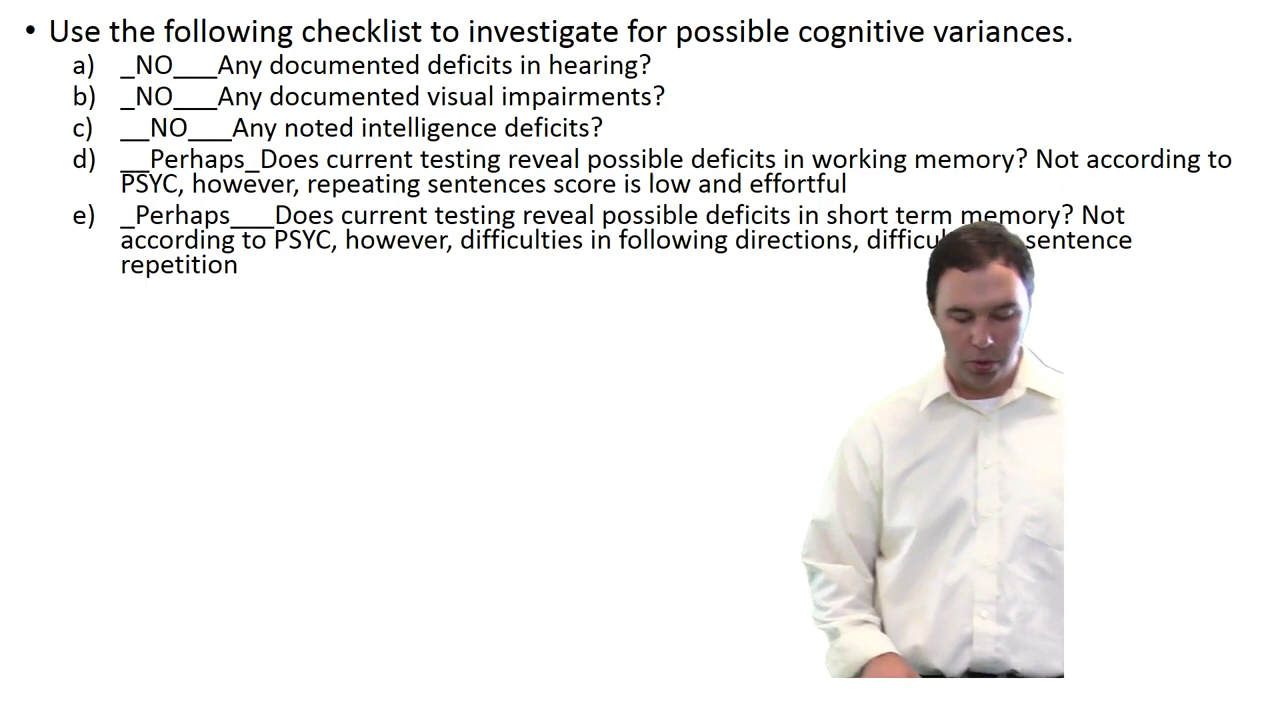 • Use the following checklist to investigate for possible cognitive variances.
a) _NO___Any documented deficits in hearing?
b) _NO___Any documented visual impairments?
c) __NO___Any noted intelligence deficits?
d) __Perhaps_Does current testing reveal possible deficits in working memory? Not according to
PSYC, however, repeating sentences score is low and effortful
e) _Perhaps___Does current testing reveal possible deficits in short term memory? Not
according to PSYC, however, difficulties in following directions, sentence
repetition